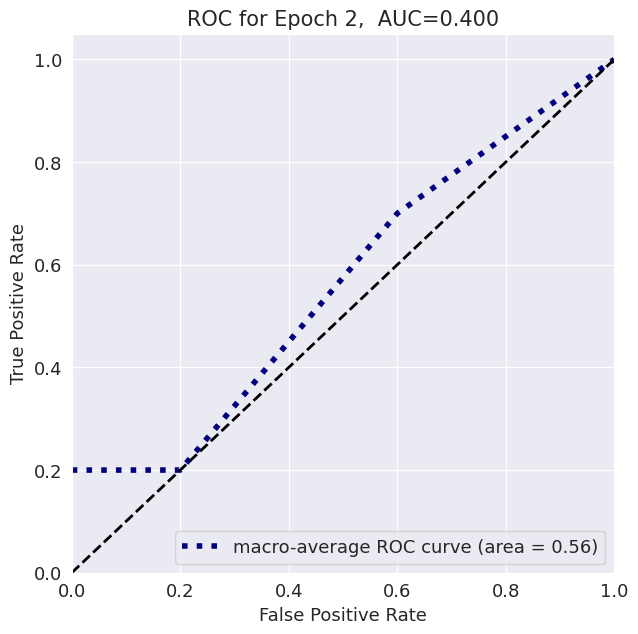 ROC for Epoch 2,  AUC=0.400
1.0
0.8
0.6
0.4
0.2
0.0
True Positive Rate
macro-average ROC curve (area = 0.56)
0.0 0.2 0.4 0.6 0.8 1.0
False Positive Rate